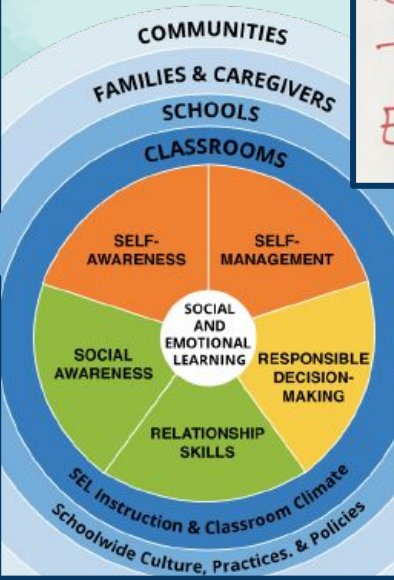 COMMUNITIES
FAMILIES & CAREGIVERS
SCHOOLS
CLASSROOMS
SELF-
AWARENESS
SELF-
MANAGEMENT
SOCIAL
AND
EMOTIONAL
LEARNING
SOCIAL
AWARENESS
RESPONSIBLE
DECISION-
MAKING
RELATIONSHIP
SKILLS
SEL Instruction & Classroom Climate
Schoolwide Culture, Practices. & Policies